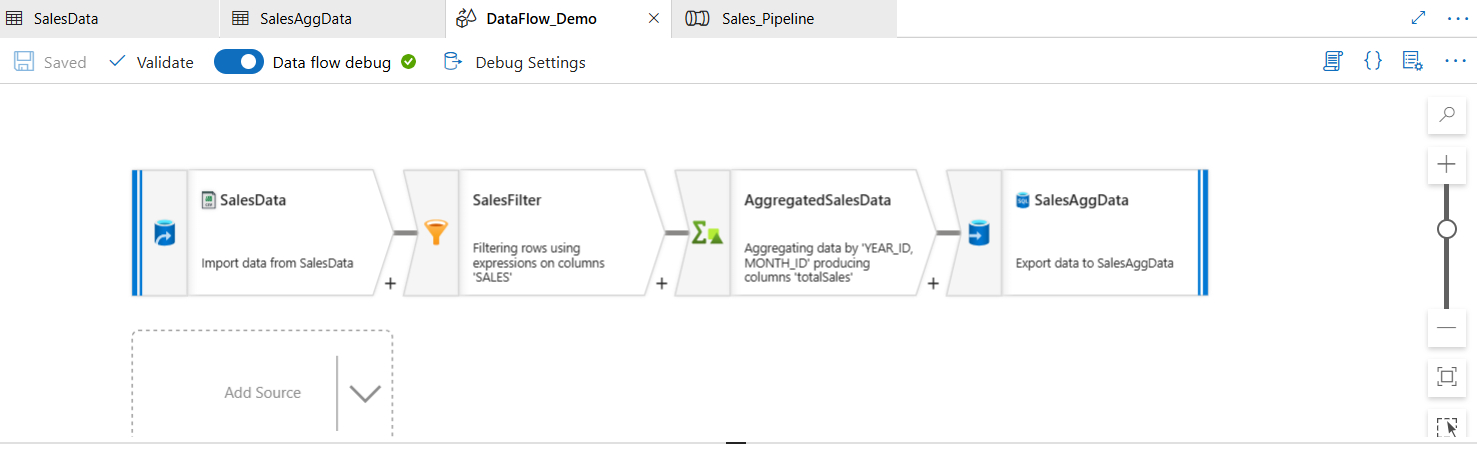 SalesData
SalesAggData
DataFlow_Demo
Sales_Pipeline
Saved
Validate
Data flow debug
Debug Settings
{}
SalesData
Import data from SalesData
+
SalesFilter
Filtering rows using
expressions on columns
'SALES'
+
AggregatedSalesData
Aggregating data by 'YEAR_ID,
MONTH_ID' producing
columns 'totalSales'
+
SQL
SalesAggData
Export data to SalesAggData
Add Source